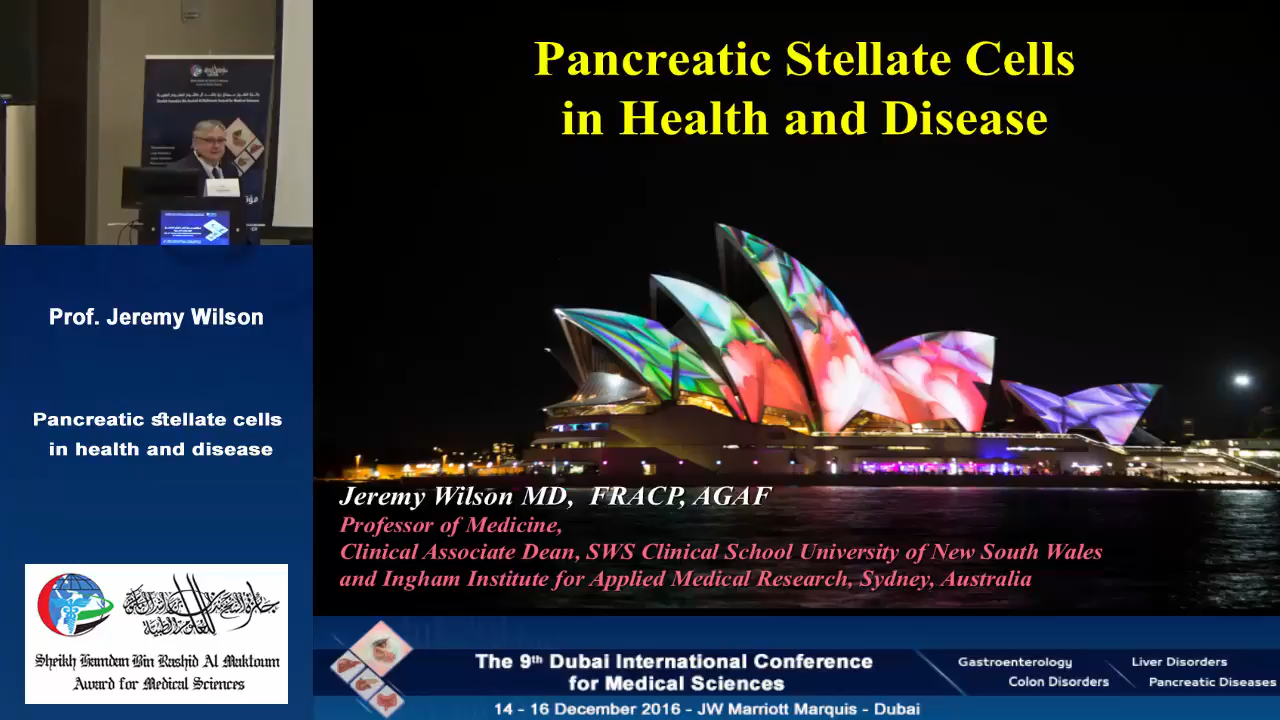 Pancreatic Stellate Cells
in Health and Disease
Prof. Jeremy Wilson
Pancreatic stellate cells
in health and disease
Jeremy Wilson MD, FRACP, AGAF
Professor of Medicine,
Clinical Associate Dean, SWS Clinical School University of New South Wales
and Ingham Institute for Applied Medical Research, Sydney, Australia
Sheikh Hamdan Bin Rashid Al Maktoum
Award for Medical Sciences
The 9th Dubai International Conference
for Medical Sciences
14 - 16 December 2016 - JW Marriott Marquis - Dubai
Gastroenterology
Liver Disorders
Colon Disorders
Pancreatic Diseases